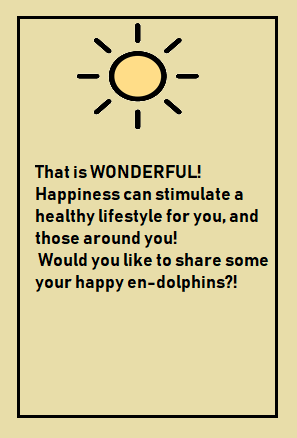 That is WONDERFUL!
Happiness can stimulate a
healthy lifestyle for you, and
those around you!
Would you like to share some
your happy en-dolphins?!